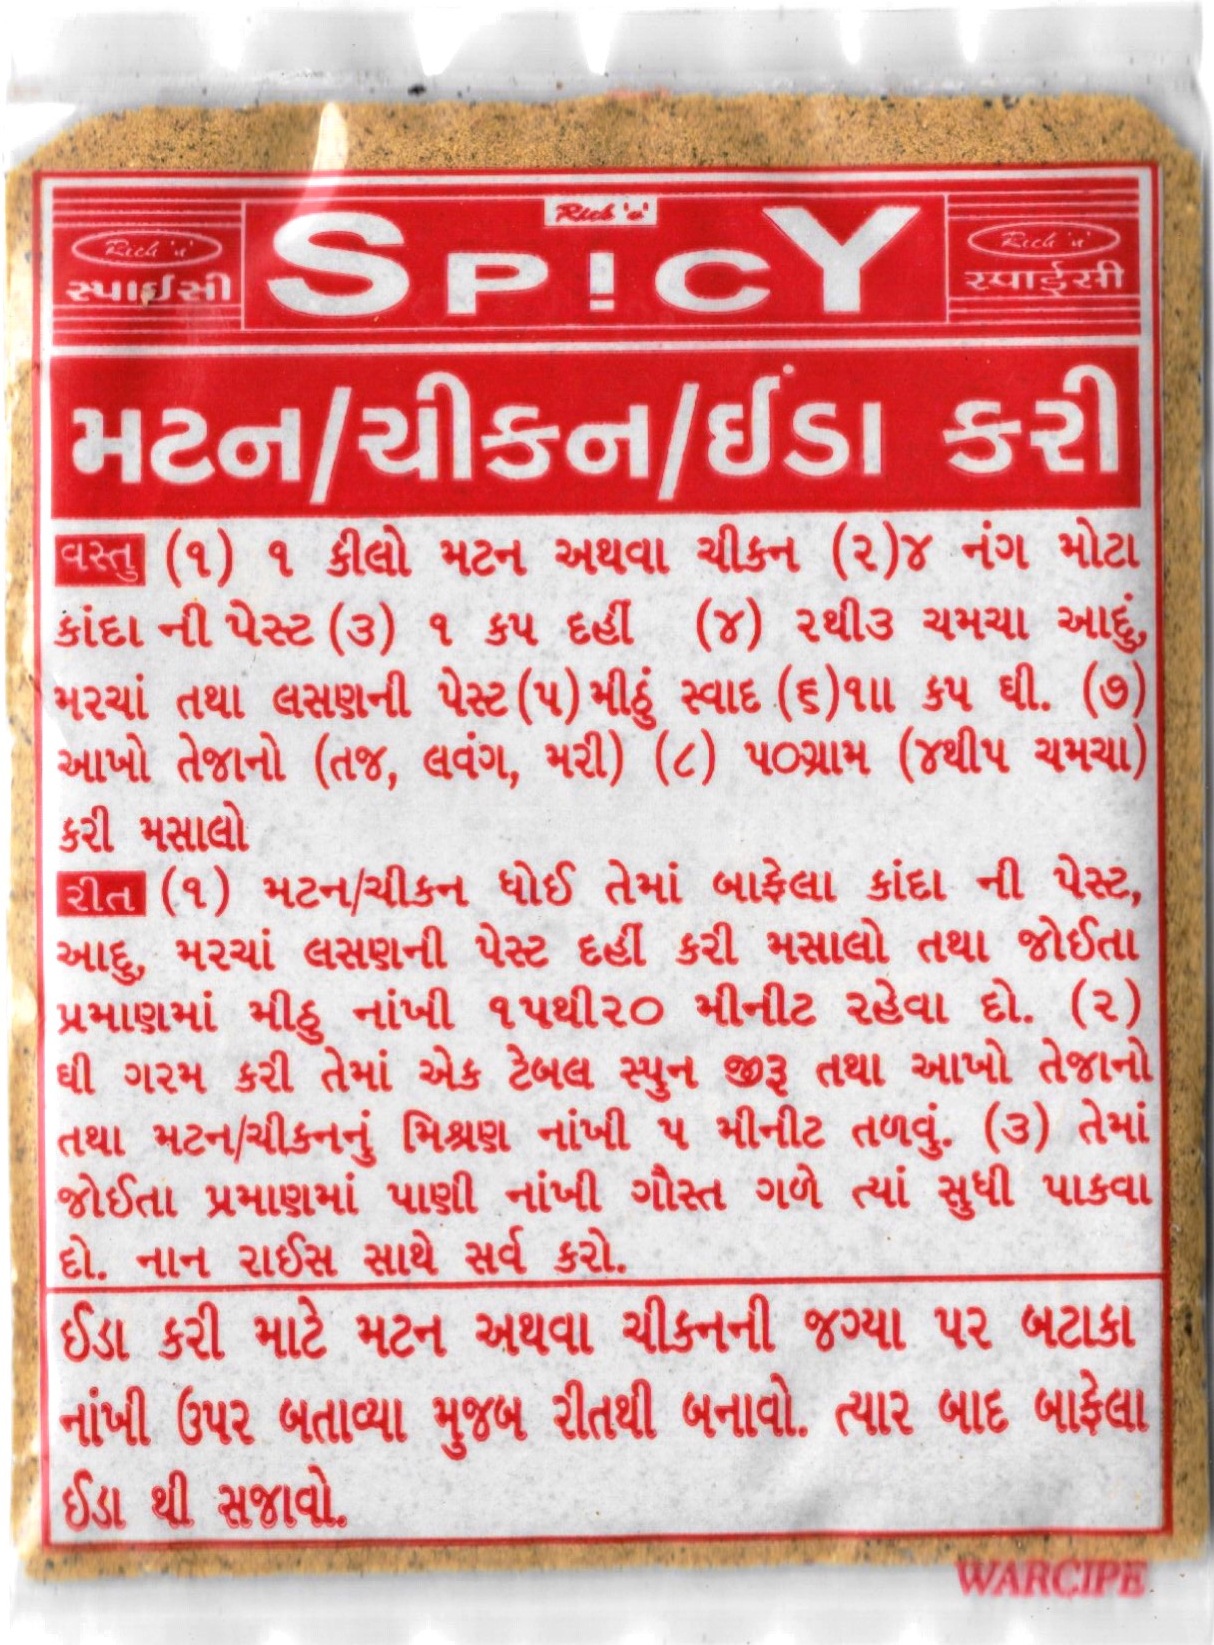 Rich 'n'
SPICY
Rich 'n'
સ્પાઈસી
Rich 'n'
સ્પાઈસી
મટન/ચીકન/ઈંડા કરી
વસ્તુ (૧) ૧ કીલો મટન અથવા ચીકન (૨)૪ નંગ મોટા
કાંદા ની પેસ્ટ (૩) ૧ કપ દહીં (૪) ૨થી૩ ચમચા આદું,
મરચાં તથા લસણની પેસ્ટ(૫)મીઠું સ્વાદ (૬)૧ાા કપ ઘી. (૭)
આખો તેજાનો (તજ, લવંગ, મરી) (૮) ૫૦ગ્રામ (૪થી૫ ચમચા)
કરી મસાલો
રીત (૧) મટન/ચીકન ધોઈ તેમાં બાફેલા કાંદા ની પેસ્ટ,
આદુ, મરચાં લસણની પેસ્ટ દહીં કરી મસાલો તથા જોઈતા
પ્રમાણમાં મીઠુ નાંખી ૧૫થી૨૦ મીનીટ રહેવા દો. (૨)
ઘી ગરમ કરી તેમાં એક ટેબલ સ્પુન જીરૂ તથા આખો તેજાનો
તથા મટન/ચીકનનું મિશ્રણ નાંખી ૫ મીનીટ તળવું. (૩) તેમાં
જોઈતા પ્રમાણમાં પાણી નાંખી ગૌસ્ત ગળે ત્યાં સુધી પાકવા
દો. નાન રાઈસ સાથે સર્વ કરો.
ઈંડા કરી માટે મટન અથવા ચીકનની જગ્યા પર બટાકા
નાંખી ઉપર બતાવ્યા મુજબ રીતથી બનાવો. ત્યાર બાદ બાફેલા
ઈંડા થી સજાવો.
WARCIPE